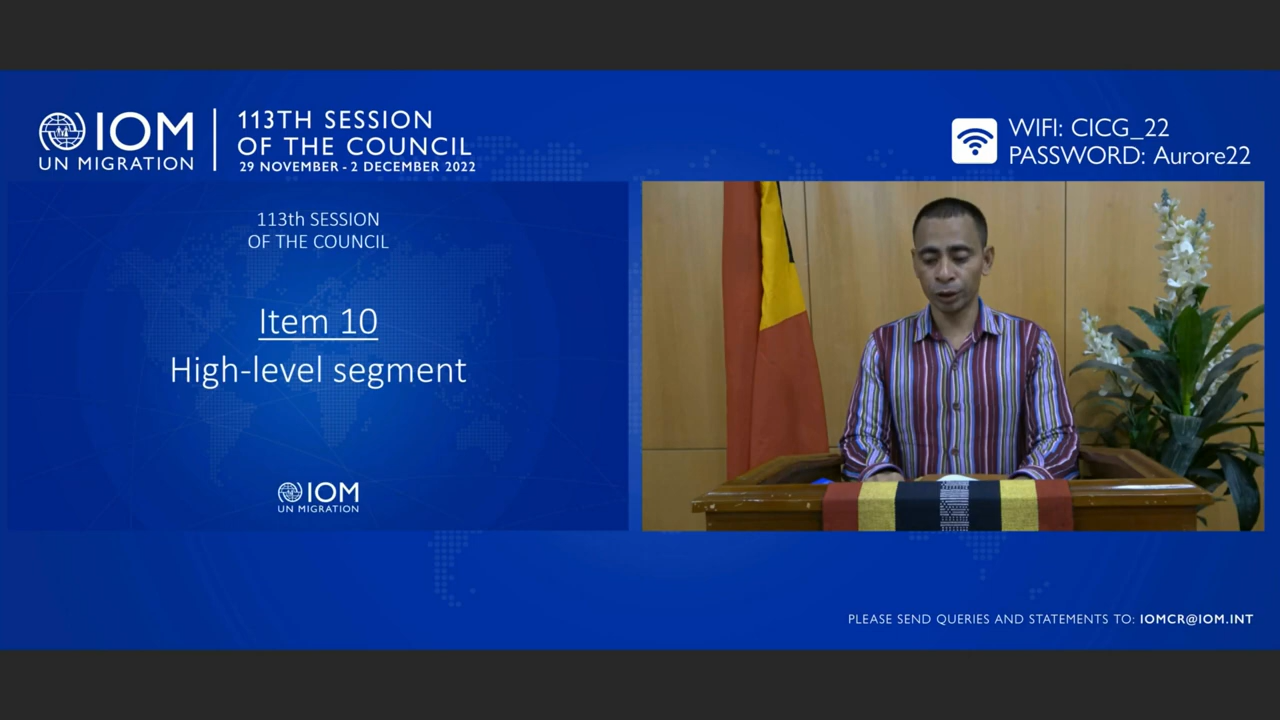 IOM
UN MIGRATION
113TH SESSION
OF THE COUNCIL
29 NOVEMBER - 2 DECEMBER 2022
WIFI: CICG_22
PASSWORD: Aurore22
113th SESSION
OF THE COUNCIL
Item 10
High-level segment
IOM
UN MIGRATION
PLEASE SEND QUERIES AND STATEMENTS TO: IOMCR@IOM.INT